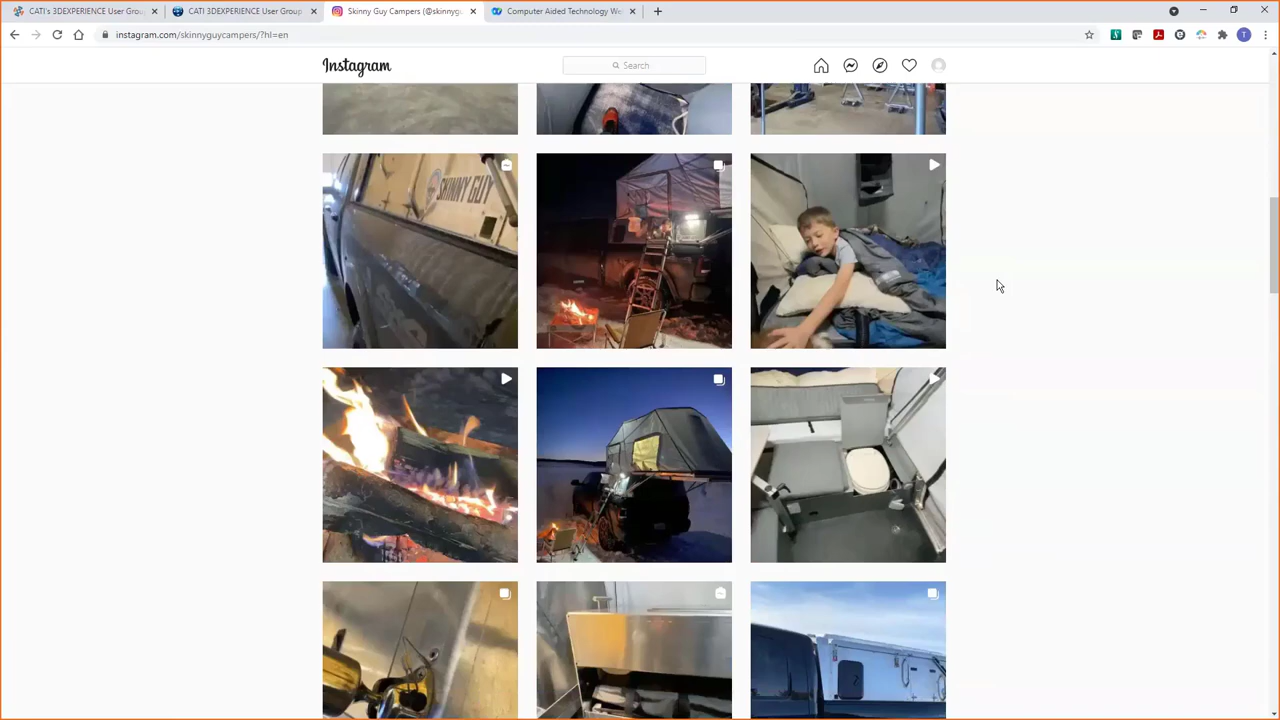 CATI's 3DEXPERIENCE User Grou
CATI 3DEXPERIENCE User Group
Skinny Guy Campers (@skinnygu
Computer Aided Technology We
instagram.com/skinnyguycampers/?hl=en
T
Instagram
Search
SKINNY GUY